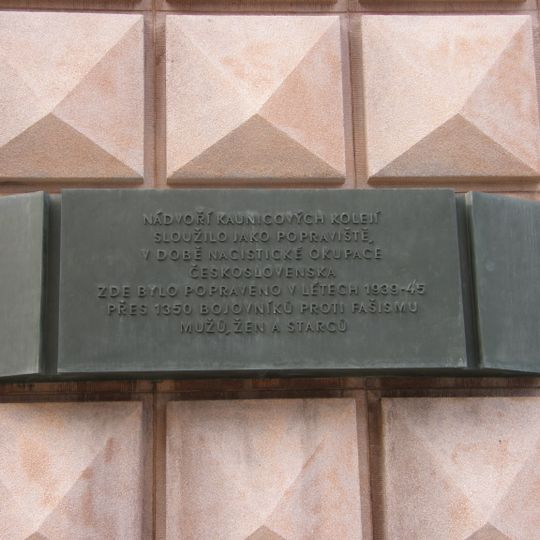 NÁDVOŘÍ KAUNICOVÝCH KOLEJÍ
SLOUŽILO JAKO POPRAVIŠTĚ,
V DOBĚ NACISTICKÉ OKUPACE
ČESKOSLOVENSKA
ZDE BYLO POPRAVENO V LÉTECH 1939-45
PŘES 1350 BOJOVNÍKŮ PROTI FAŠISMU
MUŽŮ, ŽEN A STARCŮ